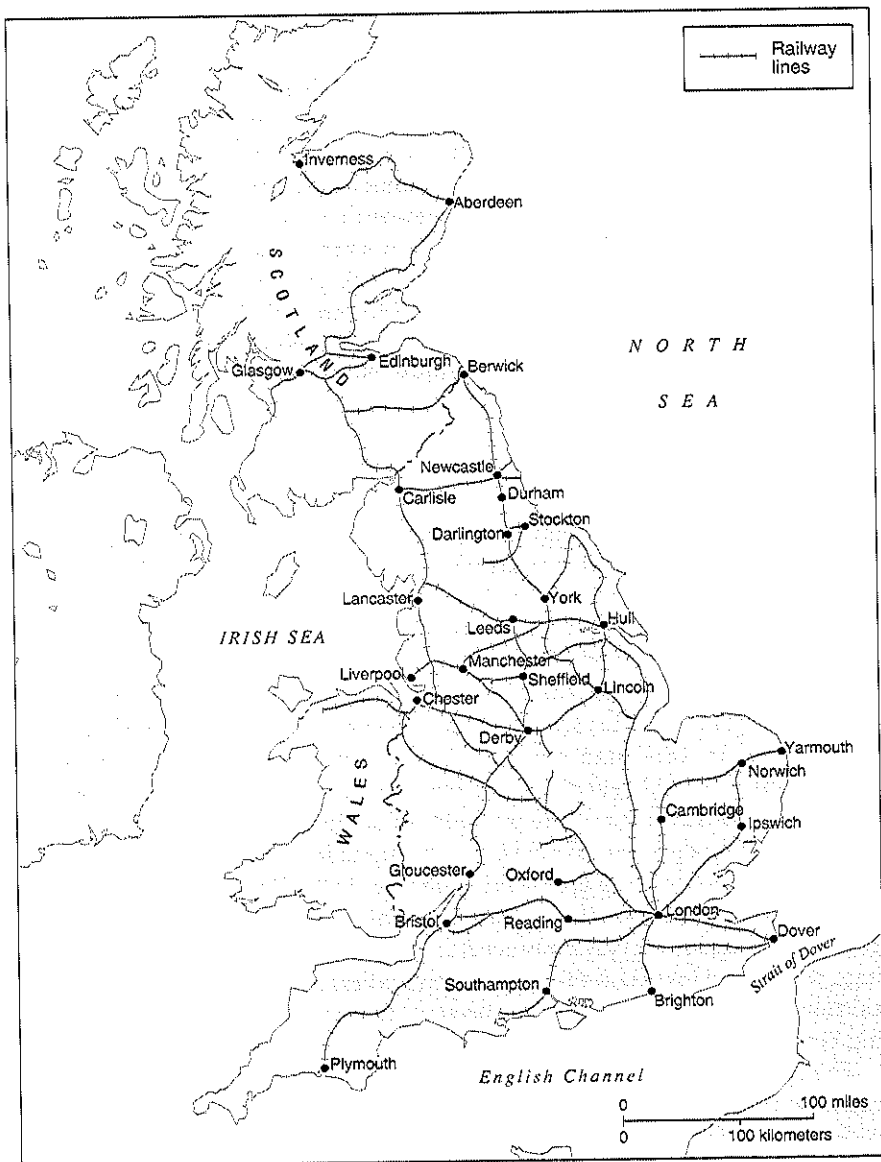 Railway
lines
Inverness
Aberdeen
SCOTLAND
NORTH
SEA
Edinburgh
Glasgow
Berwick
Newcastle
Carlisle
Durham
Stockton
Darlington
Lancaster
York
Leeds
Hull
IRISH SEA
Manchester
Liverpool
Sheffield
Lincoln
Chester
Derby
Yarmouth
Norwich
WALES
Cambridge
Ipswich
Gloucester
Oxford
London
Bristol
Reading
Dover
Strait of Dover
Southampton
Brighton
Plymouth
English Channel
0 100 miles
0 100 kilometers